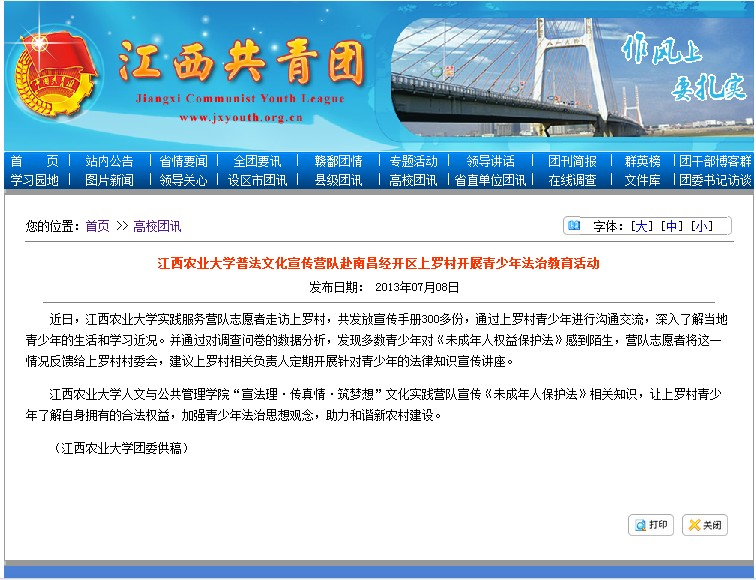 江西共青团
Jiangxi Communist Youth League
www.jxyouth.org.cn
作风上
要扎实
首 页 | 站内公告 | 省情要闻 | 全团要讯 | 赣鄱团情 | 专题活动 | 领导讲话 | 团刊简报 | 群英榜 | 团干部博客群
学习园地 | 图片新闻 | 领导关心 | 设区市团讯 | 县级团讯 | 高校团讯 | 省直单位团讯 | 在线调查 | 文件库 | 团委书记访谈
您的位置：首页 >> 高校团讯
字体：[大] [中] [小]
江西农业大学普法文化宣传营队赴南昌经开区上罗村开展青少年法治教育活动
发布日期： 2013年07月08日
近日，江西农业大学实践服务营队志愿者走访上罗村，共发放宣传手册300多份，通过上罗村青少年进行沟通交流，深入了解当地
青少年的生活和学习近况。并通过对调查问卷的数据分析，发现多数青少年对《未成年人权益保护法》感到陌生，营队志愿者将这一
情况反馈给上罗村村委会，建议上罗村相关负责人定期开展针对青少年的法律知识宣传讲座。
江西农业大学人文与公共管理学院“宣法理·传真情·筑梦想”文化实践营队宣传《未成年人保护法》相关知识，让上罗村青少
年了解自身拥有的合法权益，加强青少年法治思想观念，助力和谐新农村建设。
（江西农业大学团委供稿）
打印
关闭